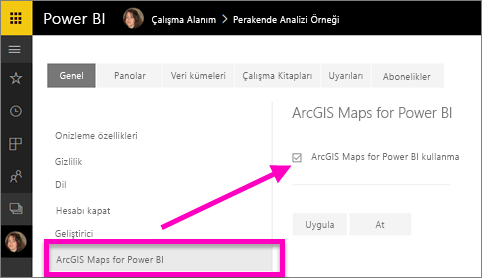 Power BI
Çalışma Alanım > Perakende Analizi Örneği
Genel
Panolar
Veri kümeleri
Çalışma Kitapları
Uyarıları
Abonelikler
Onizleme özellikleri
Gizlilik
Dil
Hesabı kapat
Geliştirici
ArcGIS Maps for Power BI
ArcGIS Maps for Power BI
ArcGIS Maps for Power BI kullanma
Uygula
At